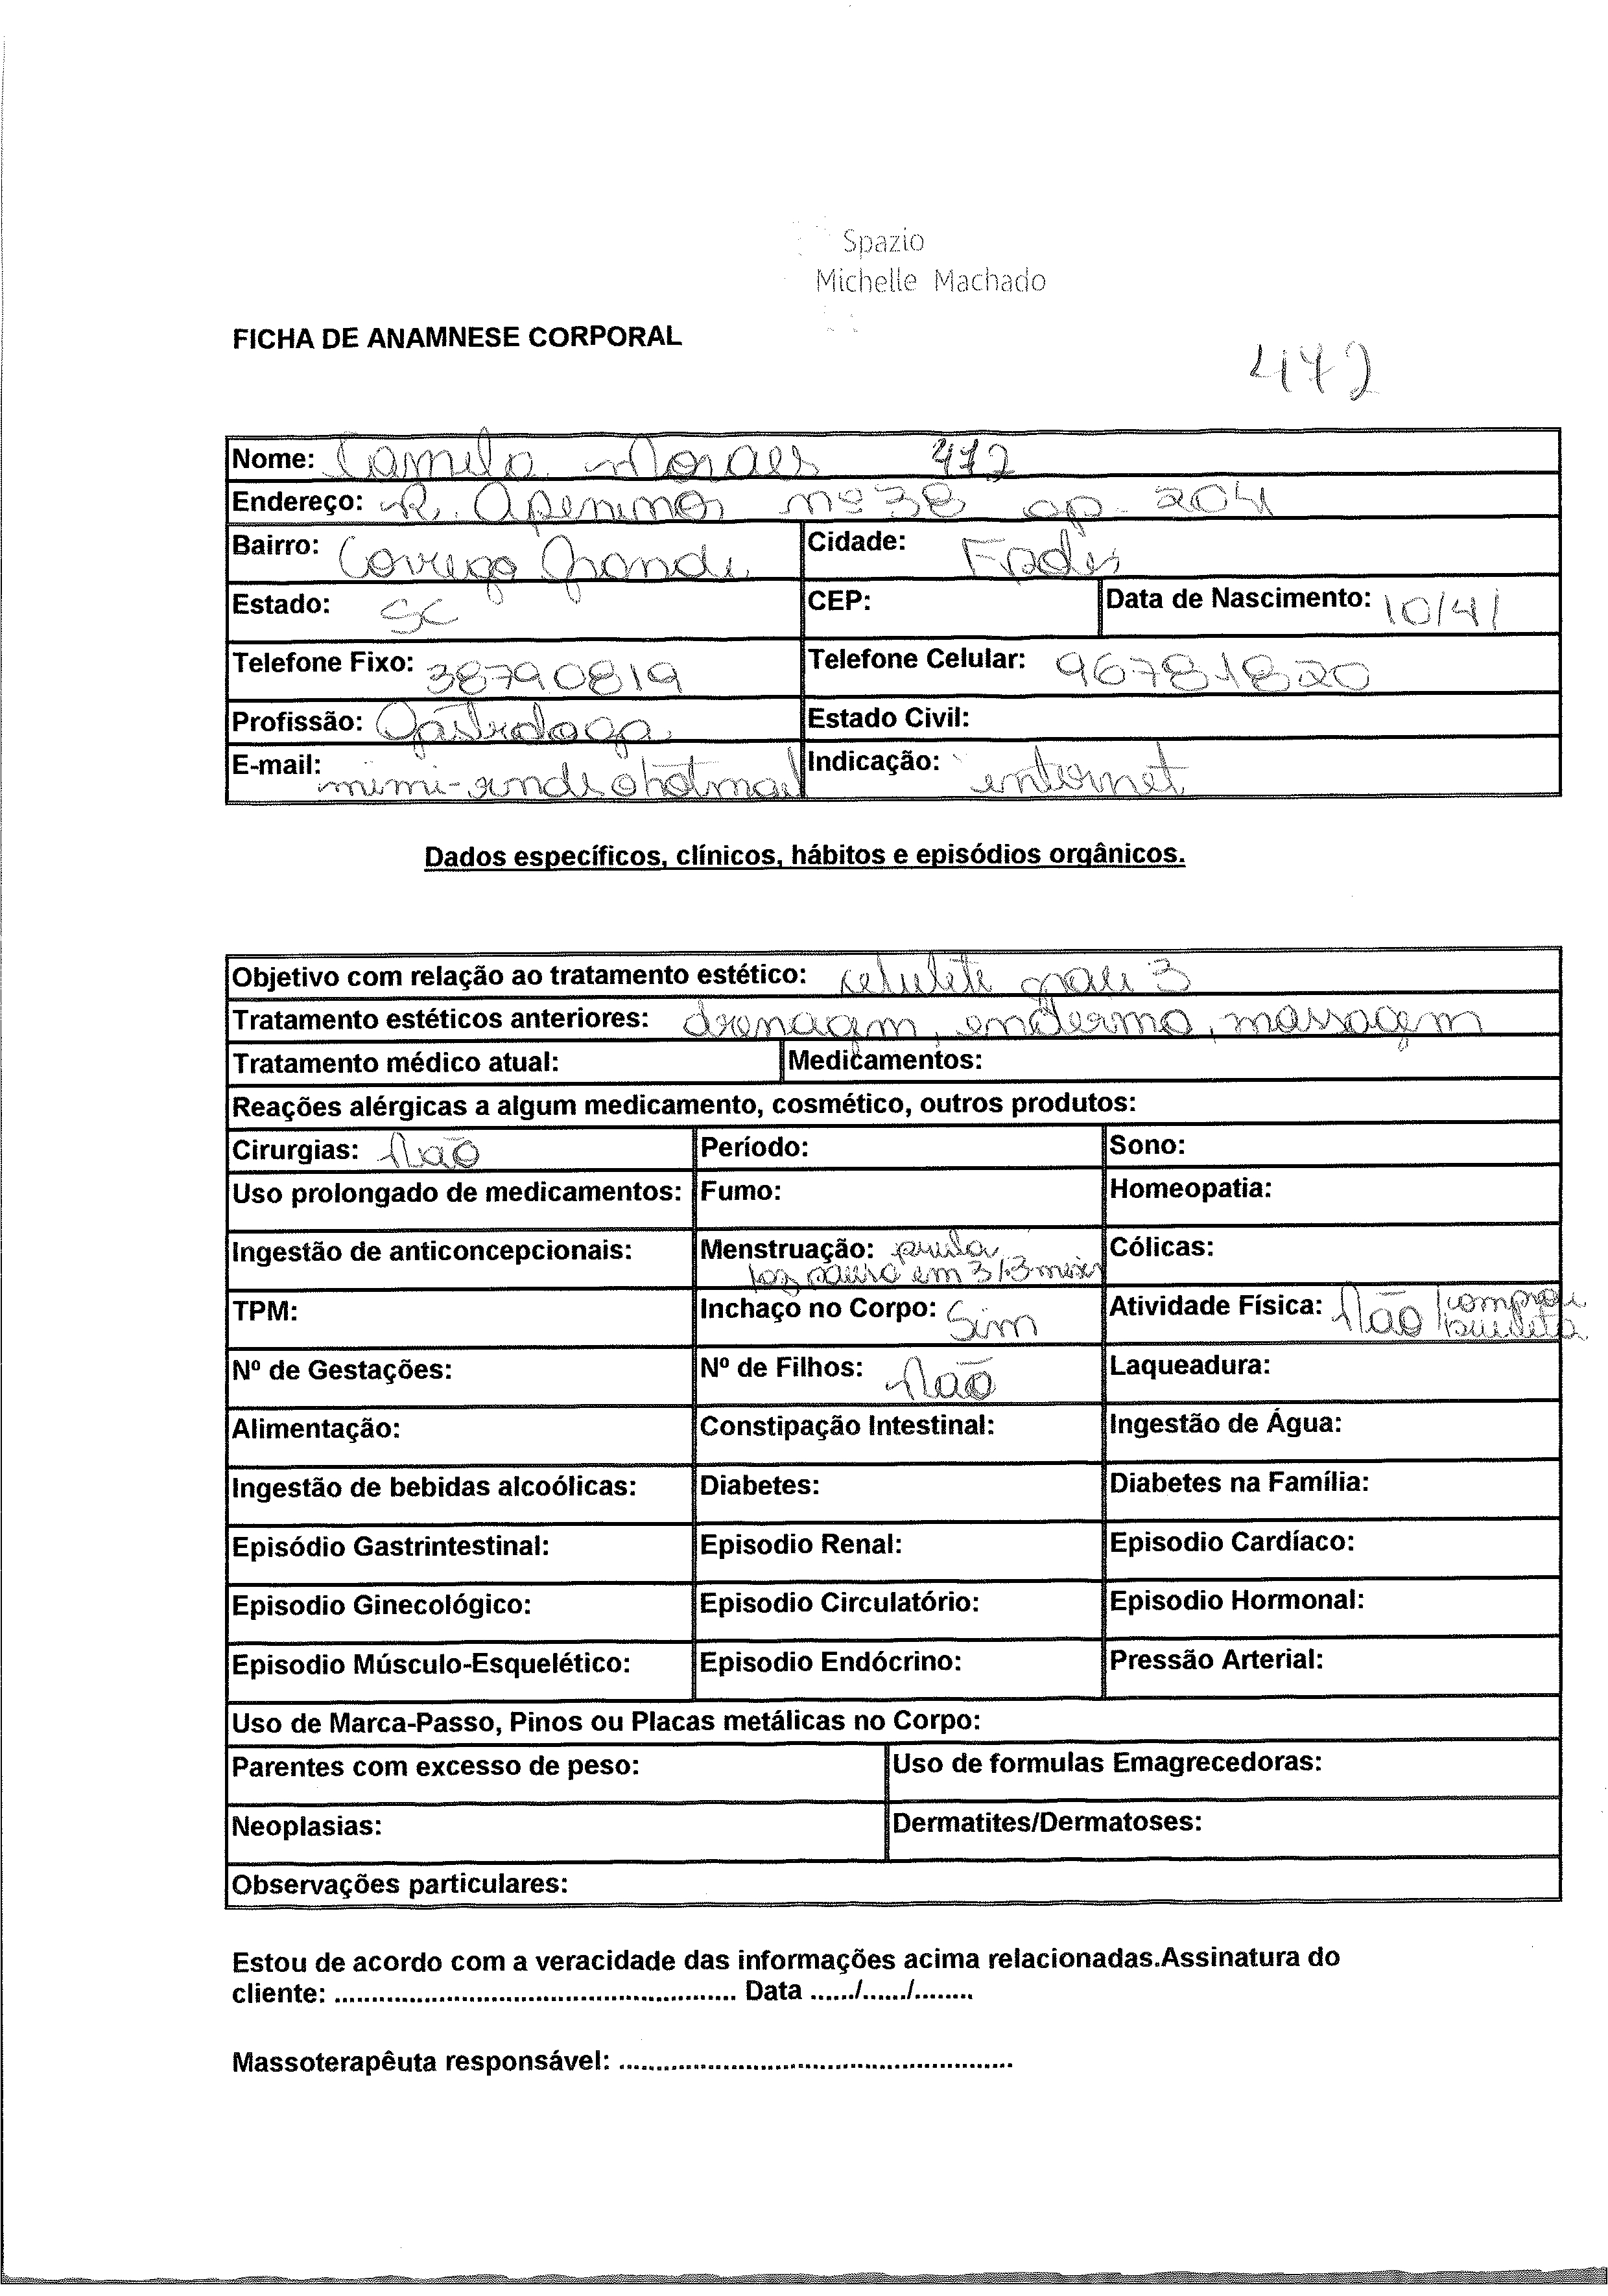 Spazio
Michelle Machado
FICHA DE ANAMNESE CORPORAL
472
Nome: Camila Moraes 472
Endereço: R. Apeninos nº 38 ap. 204
Bairro: Corrego Grande
Cidade: Fpolis
Estado: SC
CEP:
Data de Nascimento: 10/4/
Telefone Fixo: 38790819
Telefone Celular: 96781820
Profissão:
Estado Civil:
E-mail: hotmail
Indicação: internet
Dados específicos, clínicos, hábitos e episódios orgânicos.
Objetivo com relação ao tratamento estético: celulite grau 3
Tratamento estéticos anteriores: drenagem, endermo, massagem
Tratamento médico atual:
Medicamentos:
Reações alérgicas a algum medicamento, cosmético, outros produtos:
Cirurgias: Não
Período:
Sono:
Uso prolongado de medicamentos:
Fumo:
Homeopatia:
Ingestão de anticoncepcionais:
Menstruação:
faz pausa em 3/3 meses
Cólicas:
TPM:
Inchaço no Corpo: Sim
Atividade Física: Não comprou
Nº de Gestações:
Nº de Filhos: Não
Laqueadura:
Alimentação:
Constipação Intestinal:
Ingestão de Água:
Ingestão de bebidas alcoólicas:
Diabetes:
Diabetes na Família:
Episódio Gastrintestinal:
Episodio Renal:
Episodio Cardíaco:
Episodio Ginecológico:
Episodio Circulatório:
Episodio Hormonal:
Episodio Músculo-Esquelético:
Episodio Endócrino:
Pressão Arterial:
Uso de Marca-Passo, Pinos ou Placas metálicas no Corpo:
Parentes com excesso de peso:
Uso de formulas Emagrecedoras:
Neoplasias:
Dermatites/Dermatoses:
Observações particulares:
Estou de acordo com a veracidade das informações acima relacionadas.Assinatura do
cliente: ...................................................... Data ....../....../........
Massoterapêuta responsável: .....................................................